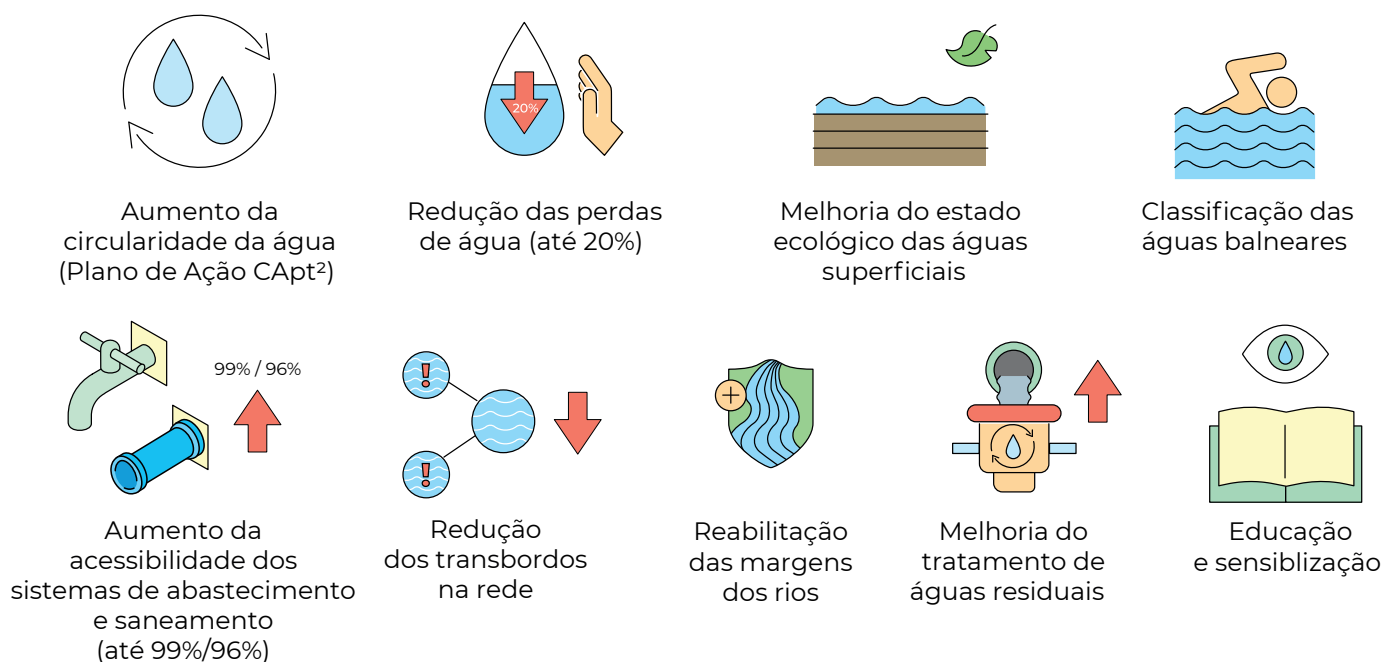 Aumento da
circularidade da água
(Plano de Ação CApt²)
20%
Redução das perdas
de água (até 20%)
Melhoria do estado
ecológico das águas
superficiais
Classificação das
águas balneares
99% / 96%
Aumento da
acessibilidade dos
sistemas de abastecimento
e saneamento
(até 99%/96%)
Redução
dos transbordos
na rede
Reabilitação
das margens
dos rios
Melhoria do
tratamento de
águas residuais
Educação
e sensiblização